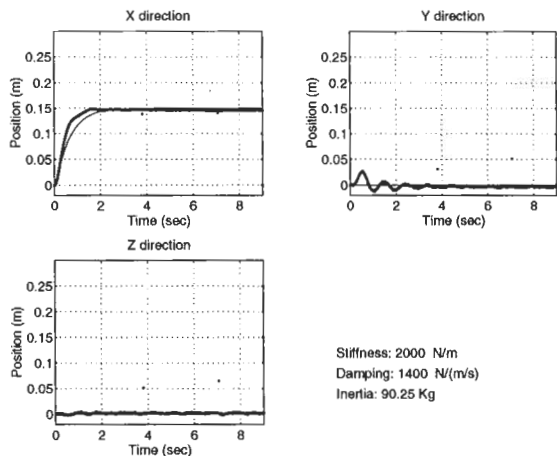 X direction
0.25
0.2
0.15
0.1
0.05
0
Position (m)
0 2 4 6 8
Time (sec)
Y direction
0.25
0.2
0.15
0.1
0.05
0
Position (m)
0 2 4 6 8
Time (sec)
Z direction
0.25
0.2
0.15
0.1
0.05
0
Position (m)
0 2 4 6 8
Time (sec)
Stiffness: 2000 N/m
Damping: 1400 N/(m/s)
Inertia: 90.25 Kg